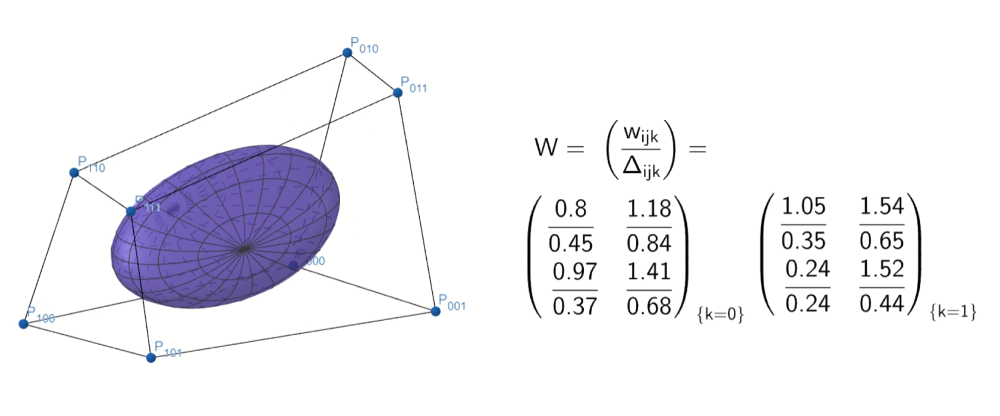 P₀₁₀
P₀₁₁
P₁₁₀
P₁₁₁
P₀₀₀
P₁₀₀
P₀₀₁
P₁₀₁
W = (wᵢⱼₖ / Δᵢⱼₖ) =
0.8 1.18
0.45 0.84
0.97 1.41
0.37 0.68
{k=0}
1.05 1.54
0.35 0.65
0.24 1.52
0.24 0.44
{k=1}